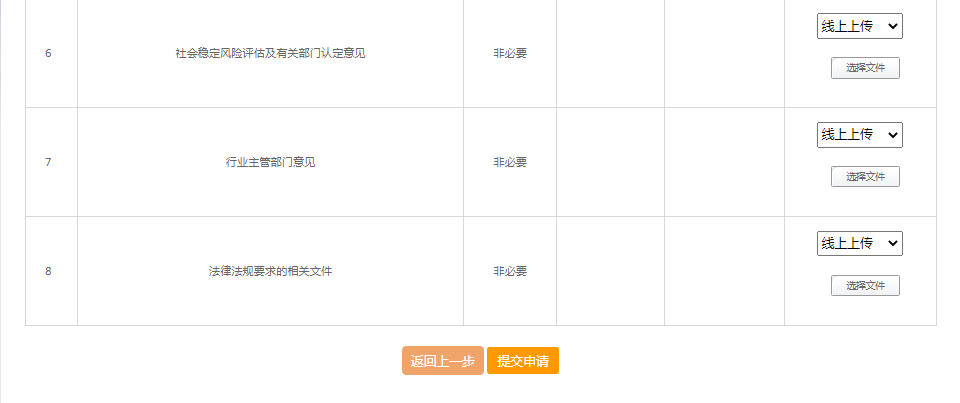 线上上传
6 社会稳定风险评估及有关部门认定意见 非必要
选择文件
线上上传
7 行业主管部门意见 非必要
选择文件
线上上传
8 法律法规要求的相关文件 非必要
选择文件
返回上一步 提交申请